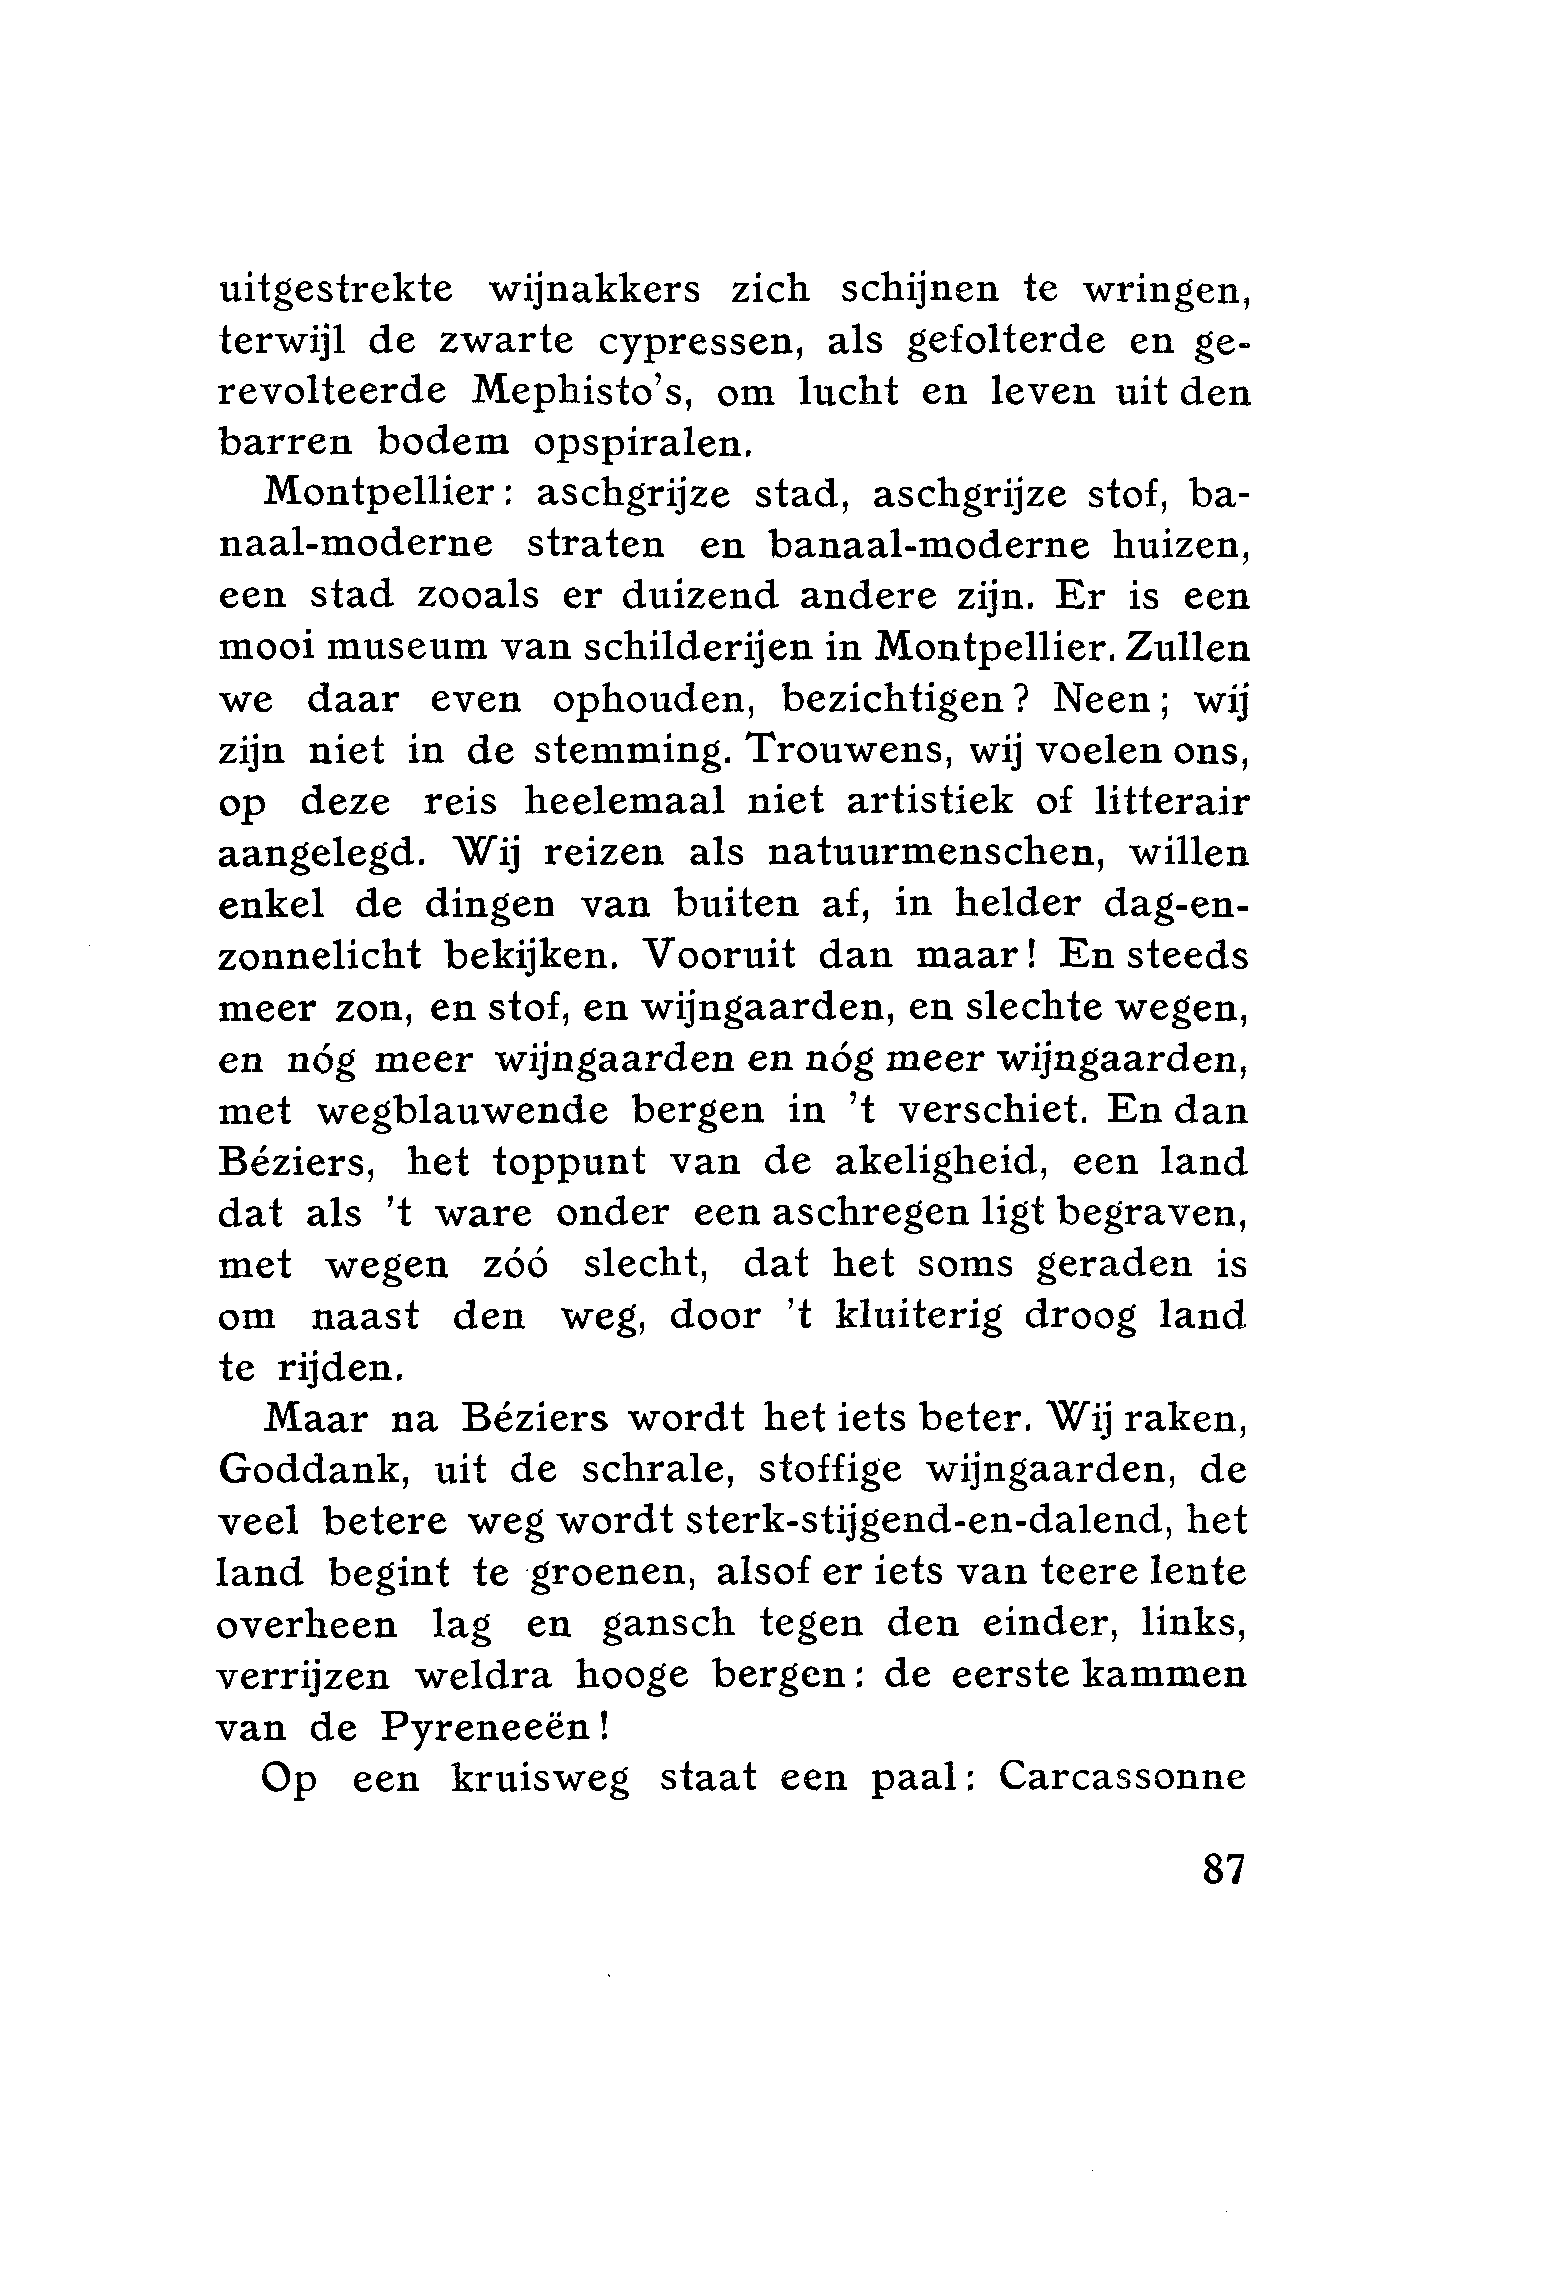 uitgestrekte wijnakkers zich schijnen te wringen,
terwijl de zwarte cypressen, als gefolterde en ge-
revolteerde Mephisto's, om lucht en leven uit den
barren bodem opspiralen.
Montpellier: aschgrijze stad, aschgrijze stof, ba-
naal-moderne straten en banaal-moderne huizen,
een stad zooals er duizend andere zijn. Er is een
mooi museum van schilderijen in Montpellier. Zullen
we daar even ophouden, bezichtigen? Neen; wij
zijn niet in de stemming. Trouwens, wij voelen ons,
op deze reis heelemaal niet artistiek of litterair
aangelegd. Wij reizen als natuurmenschen, willen
enkel de dingen van buiten af, in helder dag-en-
zonnelicht bekijken. Vooruit dan maar! En steeds
meer zon, en stof, en wijngaarden, en slechte wegen,
en nóg meer wijngaarden en nóg meer wijngaarden,
met wegblauwende bergen in 't verschiet. En dan
Béziers, het toppunt van de akeligheid, een land
dat als 't ware onder een aschregen ligt begraven,
met wegen zóó slecht, dat het soms geraden is
om naast den weg, door 't kluiterig droog land
te rijden.
Maar na Béziers wordt het iets beter. Wij raken,
Goddank, uit de schrale, stoffige wijngaarden, de
veel betere weg wordt sterk-stijgend-en-dalend, het
land begint te groenen, alsof er iets van teere lente
overheen lag en gansch tegen den einder, links,
verrijzen weldra hooge bergen: de eerste kammen
van de Pyreneeën!
Op een kruisweg staat een paal: Carcassonne
87